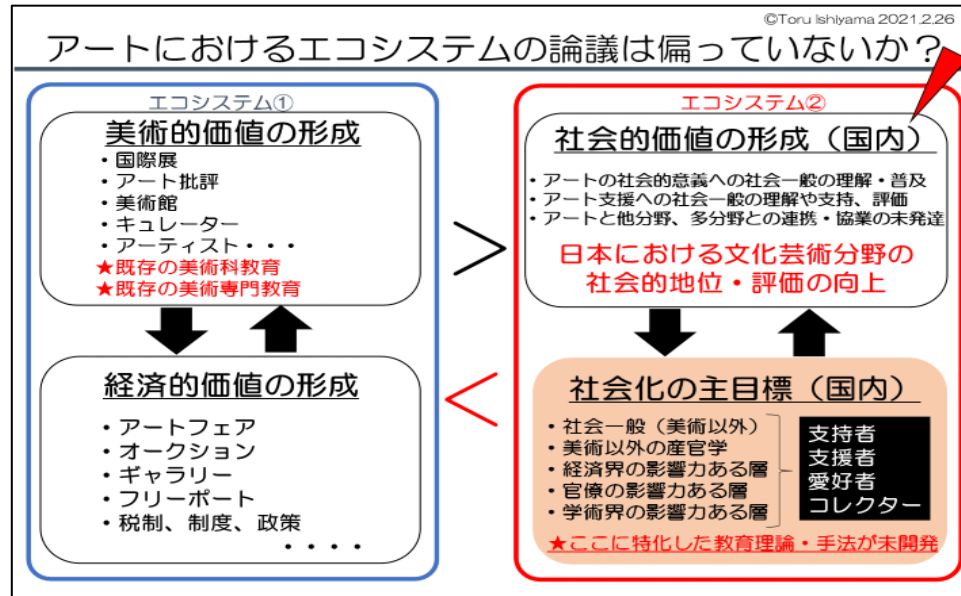 ©Toru Ishiyama 2021.2.26
アートにおけるエコシステムの論議は偏っていないか？
エコシステム①
美術的価値の形成
・国際展
・アート批評
・美術館
・キュレーター
・アーティスト・・・
★既存の美術科教育
★既存の美術専門教育
経済的価値の形成
・アートフェア
・オークション
・ギャラリー
・フリーポート
・税制、制度、政策
・・・・
＞
＜
エコシステム②
社会的価値の形成（国内）
・アートの社会的意義への社会一般の理解・普及
・アート支援への社会一般の理解や支持、評価
・アートと他分野、多分野との連携・協業の未発達
日本における文化芸術分野の
社会的地位・評価の向上
社会化の主目標（国内）
・社会一般（美術以外）
・美術以外の産官学
・経済界の影響力ある層
・官僚の影響力ある層
・学術界の影響力ある層
支持者
支援者
愛好者
コレクター
★ここに特化した教育理論・手法が未開発